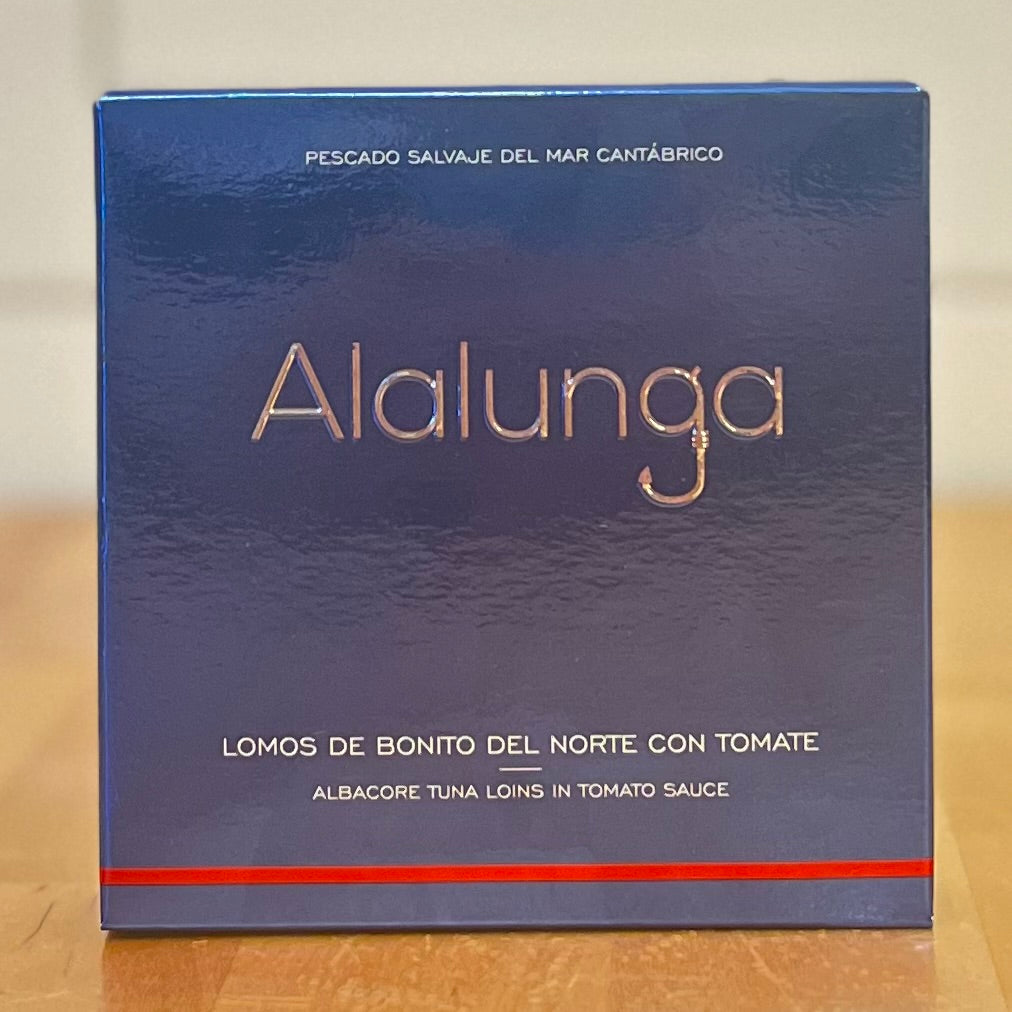 PESCADO SALVAJE DEL MAR CANTÁBRICO
Alalunga
LOMOS DE BONITO DEL NORTE CON TOMATE
ALBACORE TUNA LOINS IN TOMATO SAUCE